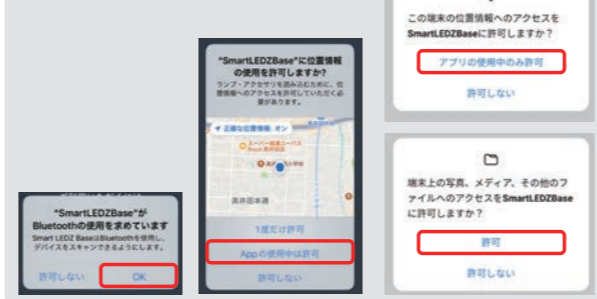 "SmartLEDZBase"が
Bluetoothの使用を求めています
Smart LEDZ BaseはBluetoothを使用し、
デバイスをスキャンできるようにします。
許可しない
OK
"SmartLEDZBase"に位置情報
の使用を許可しますか?
ランプ・アクセサリを読み込むために、位
置情報へのアクセスを許可していただく必
要があります。
正確な位置情報: オン
高井田本通
1度だけ許可
Appの使用中は許可
許可しない
この端末の位置情報へのアクセスを
SmartLEDZBaseに許可しますか?
アプリの使用中のみ許可
許可しない
端末上の写真、メディア、その他のフ
ァイルへのアクセスをSmartLEDZBase
に許可しますか?
許可
許可しない